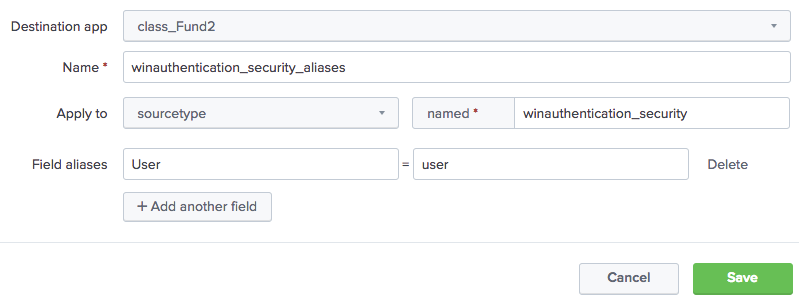 Destination app class_Fund2
Name * winauthentication_security_aliases
Apply to sourcetype named * winauthentication_security
Field aliases User = user Delete
+ Add another field
Cancel Save